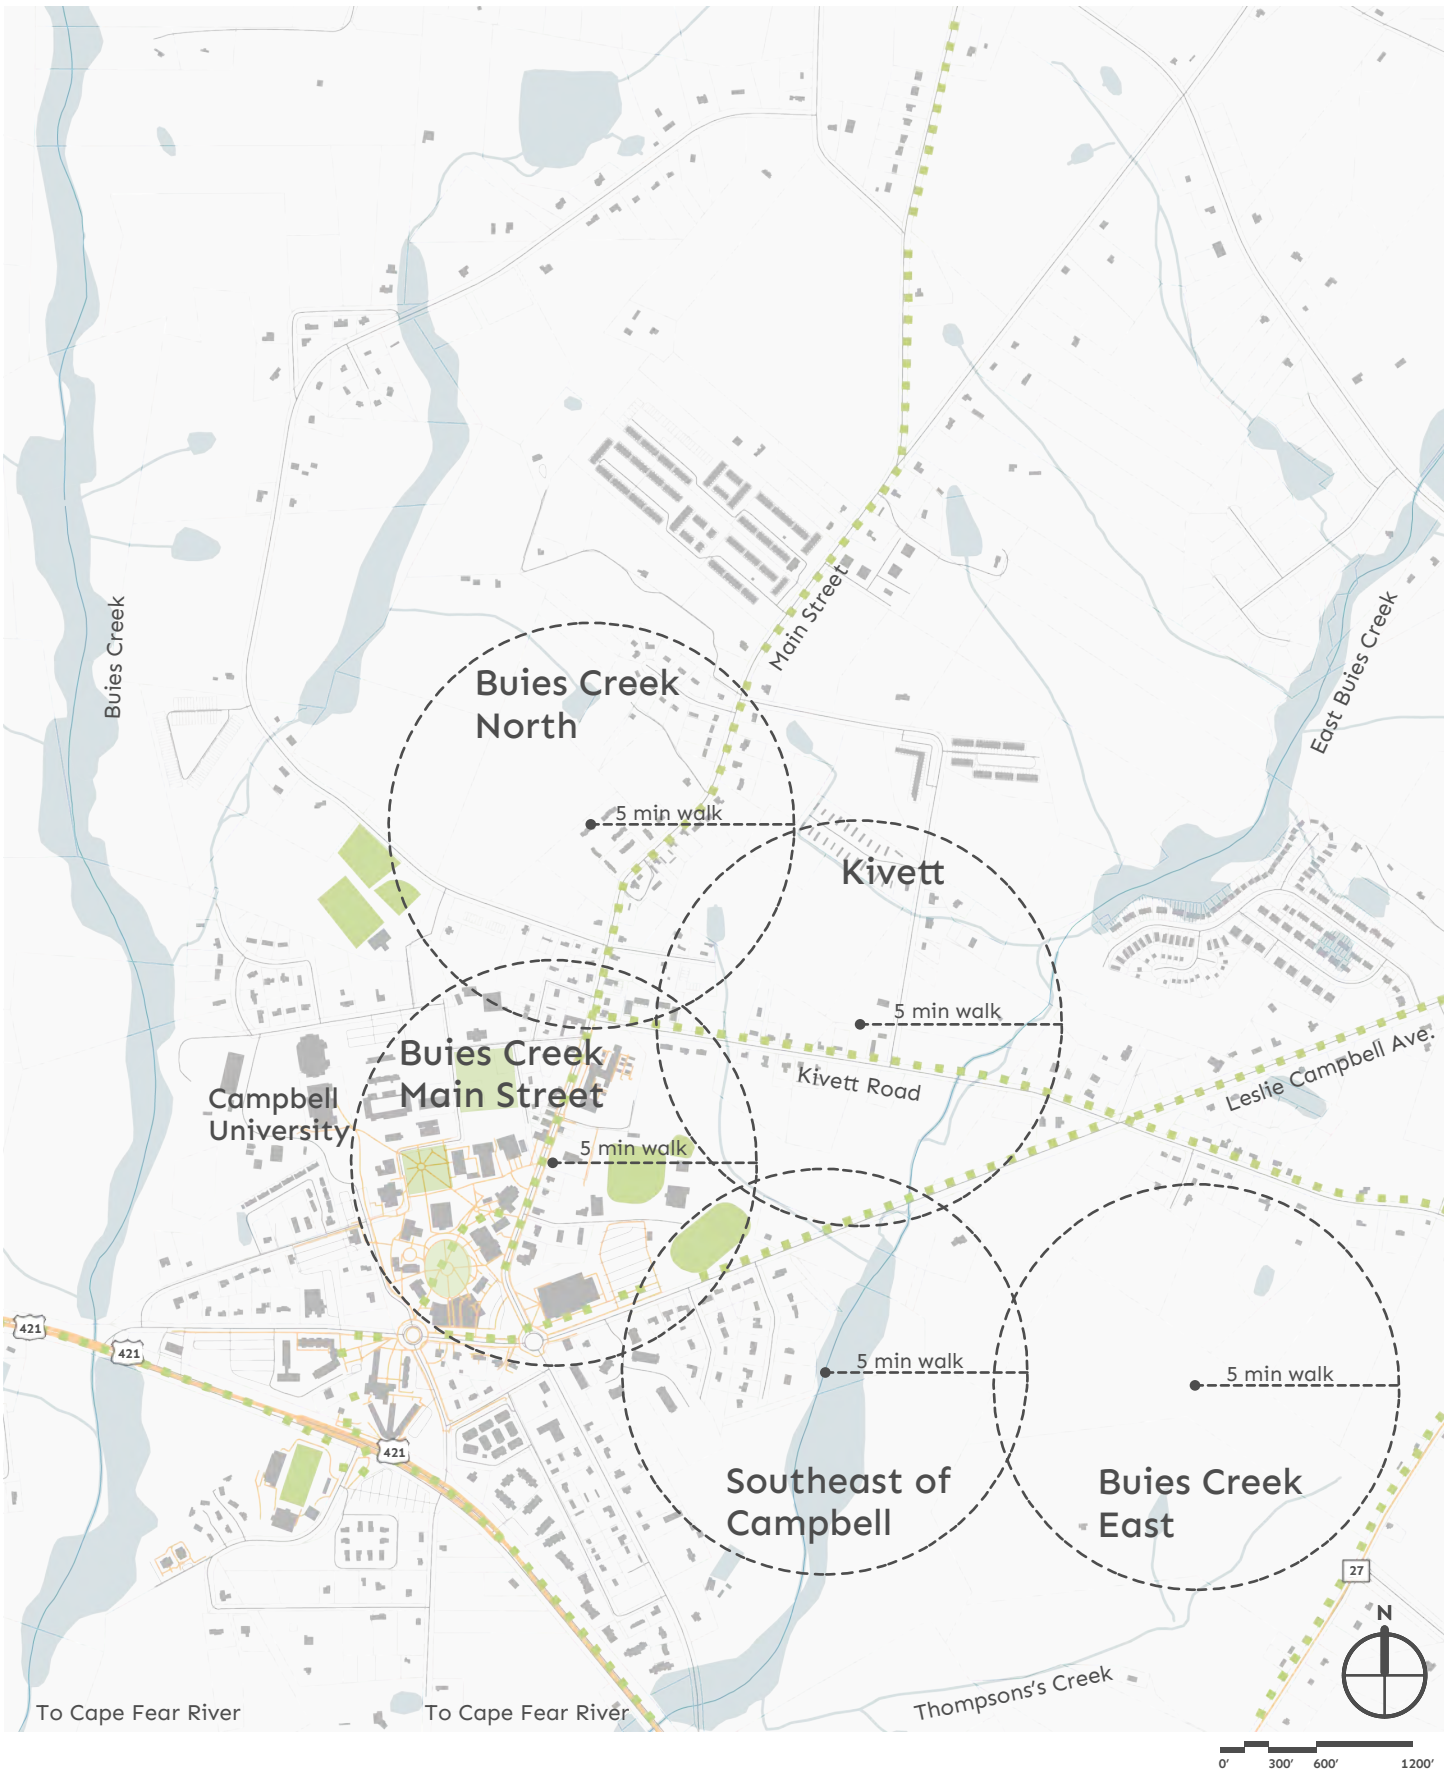 Buies Creek
Main Street
East Buies Creek
Buies Creek
North
5 min walk
Kivett
5 min walk
Buies Creek
Main Street
Campbell
University
Kivett Road
Leslie Campbell Ave.
5 min walk
421
421
5 min walk
5 min walk
421
Southeast of
Campbell
Buies Creek
East
27
N
Thompsons's Creek
To Cape Fear River
To Cape Fear River
0' 300' 600' 1200'